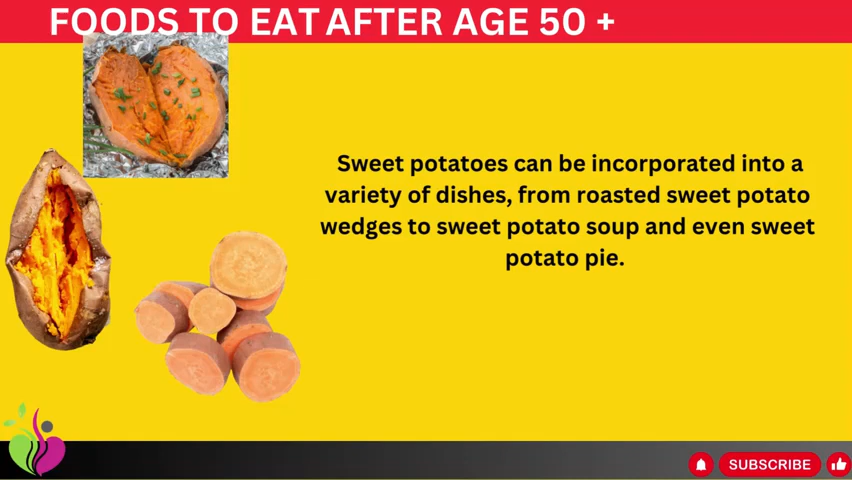 FOODS TO EAT AFTER AGE 50 +
Sweet potatoes can be incorporated into a
variety of dishes, from roasted sweet potato
wedges to sweet potato soup and even sweet
potato pie.
SUBSCRIBE